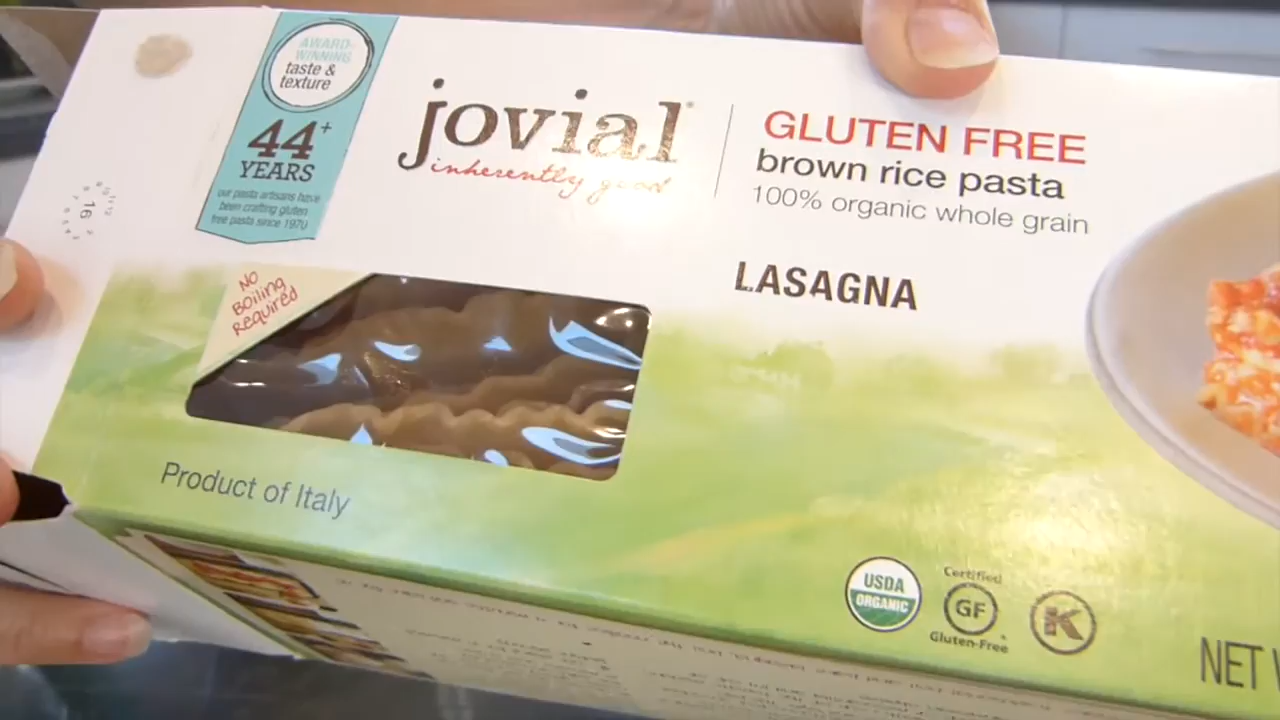 AWARD-
WINNING
taste &
texture
44+
YEARS
our pasta artisans have
been crafting gluten
free pasta since 1970
jovial
inherently good
GLUTEN FREE
brown rice pasta
100% organic whole grain
LASAGNA
No
Boiling
Required
16
Product of Italy
USDA
ORGANIC
Certified
GF
Gluten-Free
K
NET